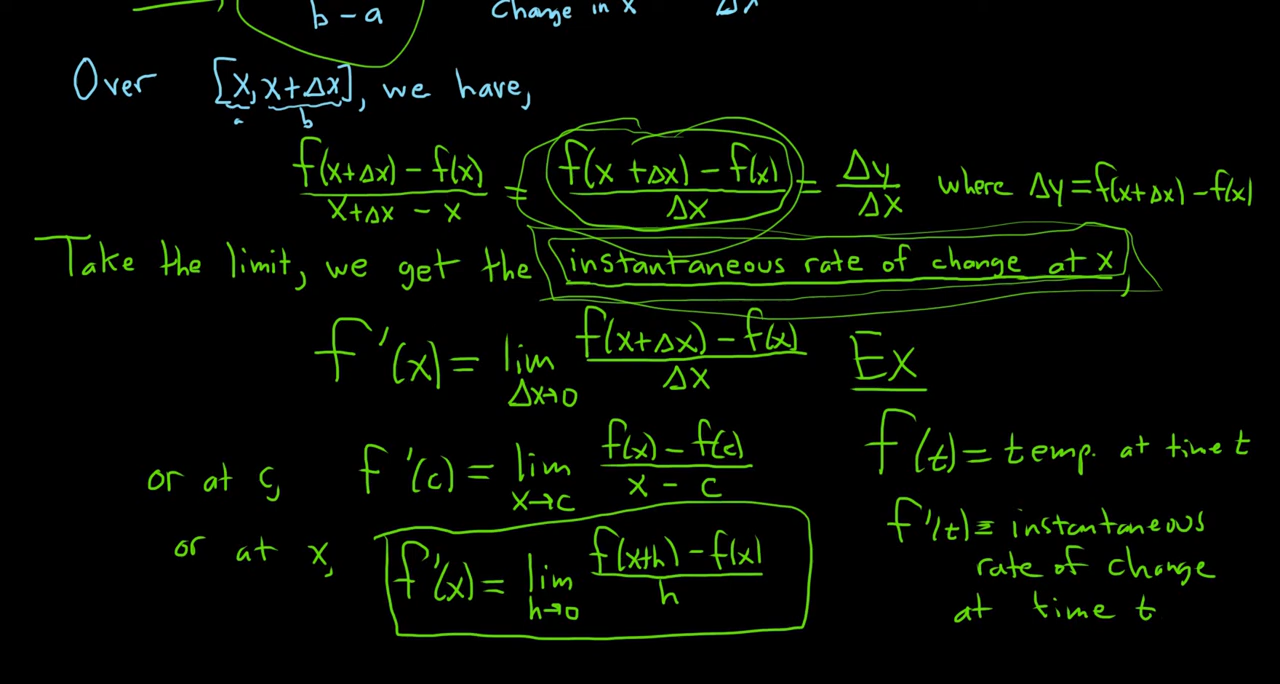 b - a Change in x Δx
Over [x, x+Δx], we have,
a b
f(x+Δx) - f(x) / x+Δx - x = f(x+Δx) - f(x) / Δx = Δy / Δx where Δy = f(x+Δx) - f(x)
Take the limit, we get the instantaneous rate of change at x,
f'(x) = lim Δx→0 f(x+Δx) - f(x) / Δx
Ex
f(t) = temp. at time t
or at c, f'(c) = lim x→c f(x) - f(c) / x - c
f'(t) = instantaneous
rate of change
at time t
or at x, f'(x) = lim h→0 f(x+h) - f(x) / h